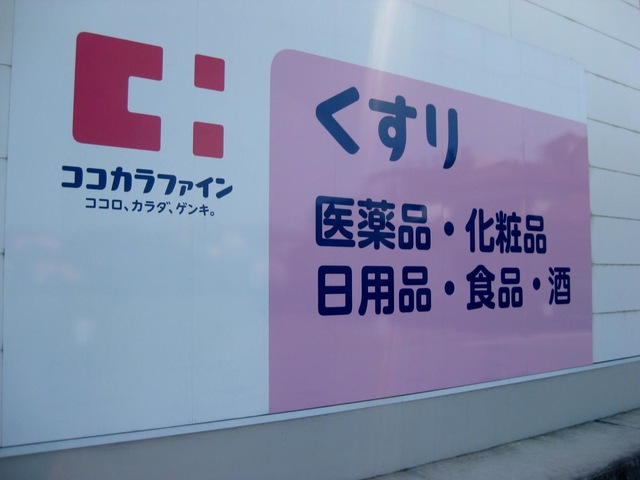 ココカラファイン
ココロ、カラダ、ゲンキ。
くすり
医薬品・化粧品
日用品・食品・酒